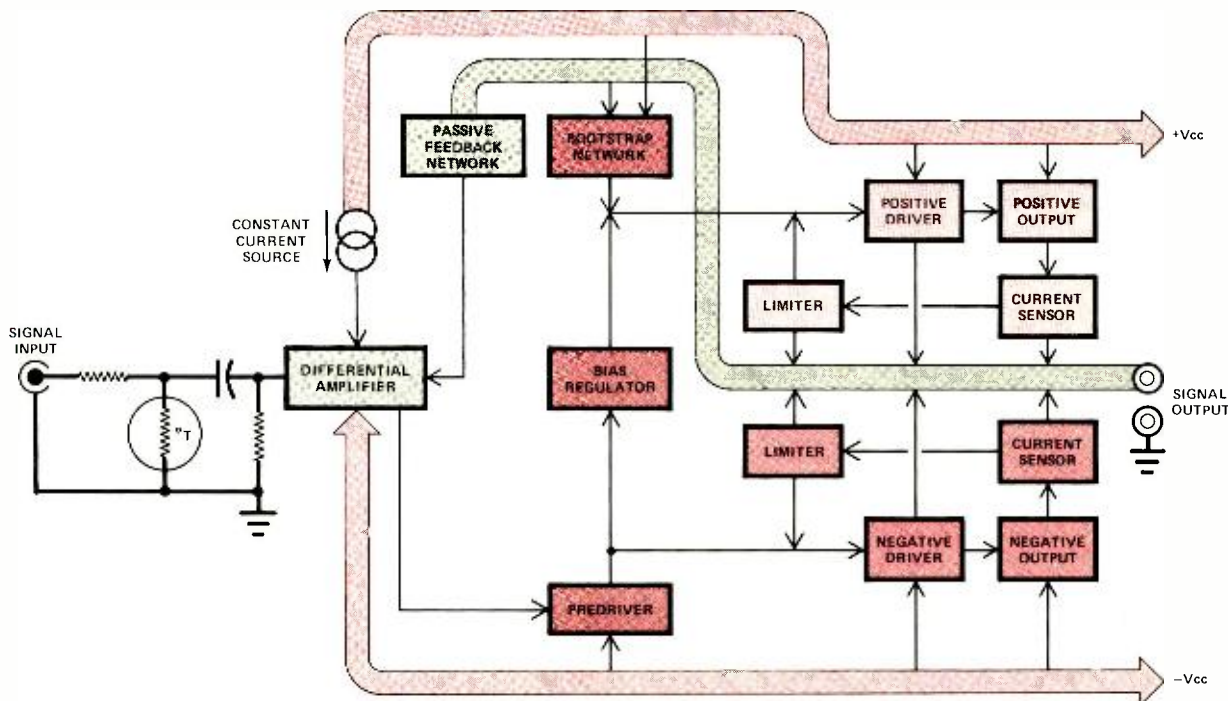 +Vcc
PASSIVE
FEEDBACK
NETWORK
BOOTSTRAP
NETWORK
POSITIVE
DRIVER
POSITIVE
OUTPUT
CONSTANT
CURRENT
SOURCE
LIMITER
CURRENT
SENSOR
SIGNAL
INPUT
DIFFERENTIAL
AMPLIFIER
BIAS
REGULATOR
SIGNAL
OUTPUT
°T
LIMITER
CURRENT
SENSOR
NEGATIVE
DRIVER
NEGATIVE
OUTPUT
PREDRIVER
−Vcc